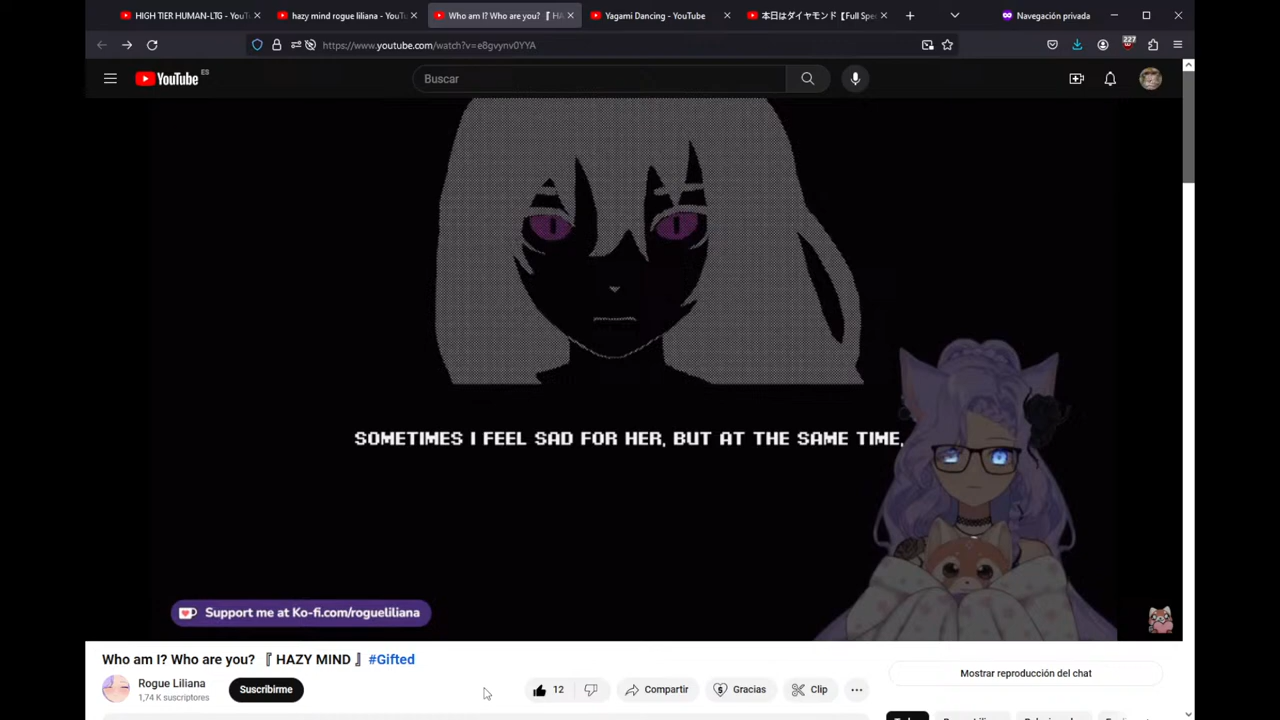 HIGH TIER HUMAN-LTG - YouT
hazy mind rogue liliana - YouTu
Who am I? Who are you? 『 HA
Yagami Dancing - YouTube
本日はダイヤモンド【Full Spe
Navegación privada
https://www.youtube.com/watch?v=e8gvynv0YYA
227
YouTube ES
Buscar
SOMETIMES I FEEL SAD FOR HER, BUT AT THE SAME TIME,
Support me at Ko-fi.com/rogueliliana
Who am I? Who are you? 『 HAZY MIND 』 #Gifted
Rogue Liliana
1,74 K suscriptores
Suscribirme
12
Compartir
Gracias
Clip
Mostrar reproducción del chat